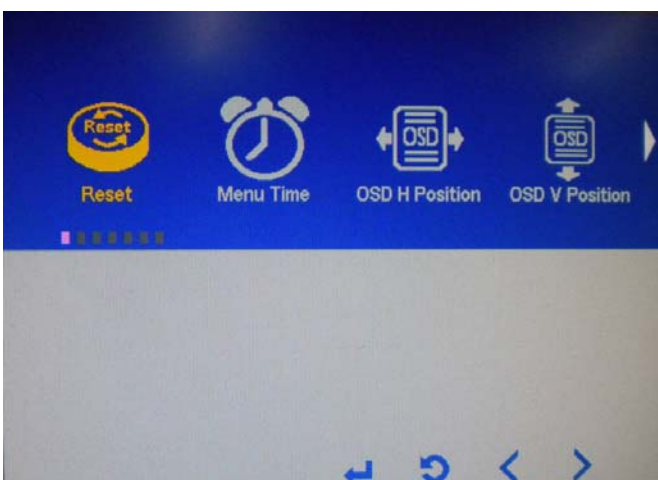 Reset
OSD
OSD
Reset
Menu Time
OSD H Position
OSD V Position